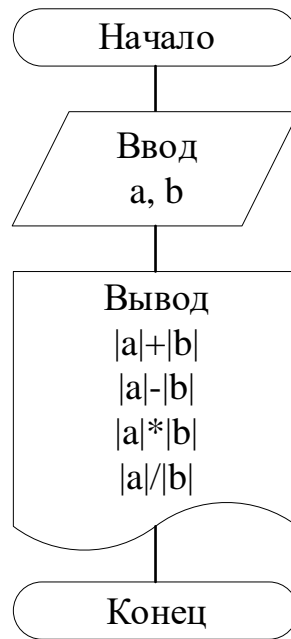 Начало
Ввод
a, b
Вывод
|a|+|b|
|a|-|b|
|a|*|b|
|a|/|b|
Конец